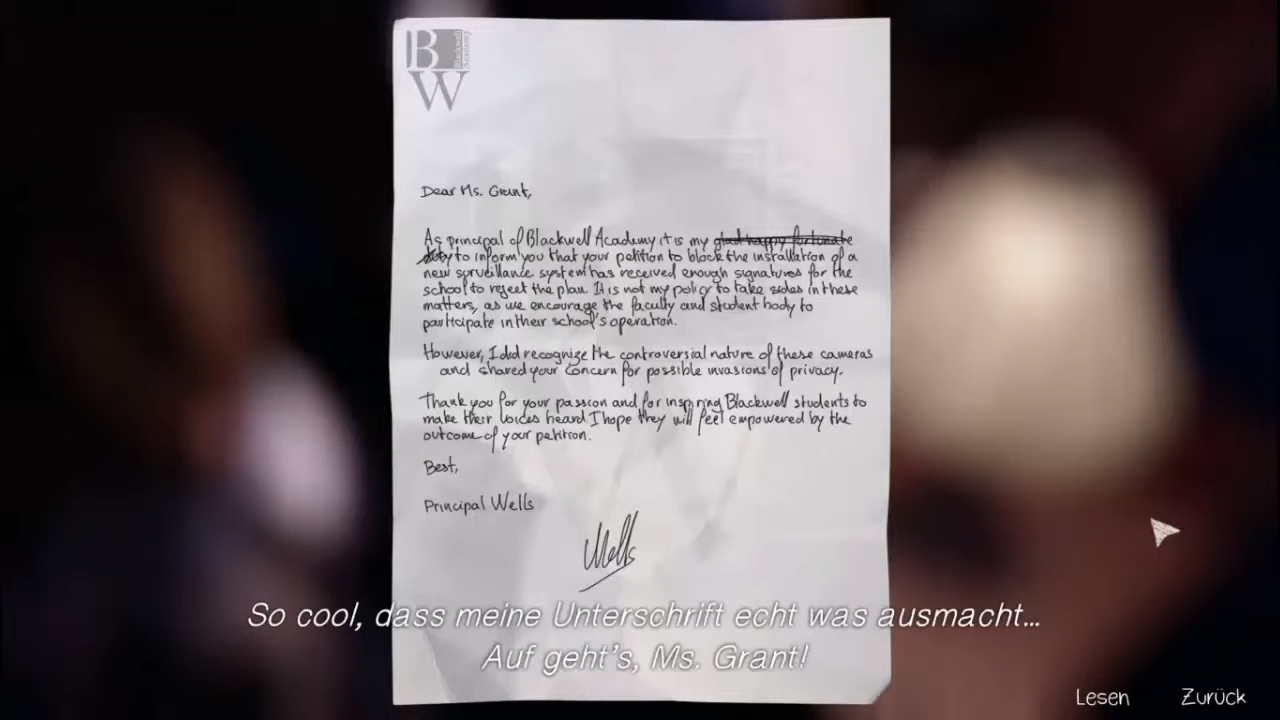 B
Blackwell
Academy
W
Dear Ms. Grant,
As principal of Blackwell Academy it is my glad happy fortunate
duty to inform you that your petition to block the installation of a
new surveillance system has received enough signatures for the
school to reject the plan. It is not my policy to take sides in these
matters, as we encourage the faculty and student body to
participate in their school's operation.
However, I did recognize the controversial nature of these cameras
and shared your concern for possible invasions of privacy.
Thank you for your passion and for inspiring Blackwell students to
make their voices heard I hope they will feel empowered by the
outcome of your petition.
Best,
Principal Wells
Wells
So cool, dass meine Unterschrift echt was ausmacht...
Auf geht's, Ms. Grant!
Lesen Zurück